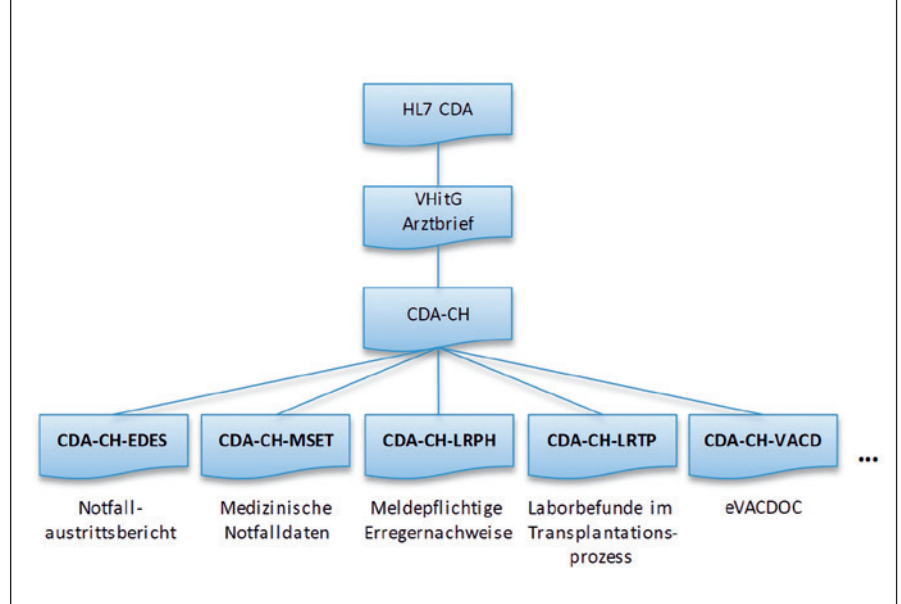 HL7 CDA
VHitG
Arztbrief
CDA-CH
CDA-CH-EDES
CDA-CH-MSET
CDA-CH-LRPH
CDA-CH-LRTP
CDA-CH-VACD
...
Notfall-
austrittsbericht
Medizinische
Notfalldaten
Meldepflichtige
Erregernachweise
Laborbefunde im
Transplantations-
prozess
eVACDOC